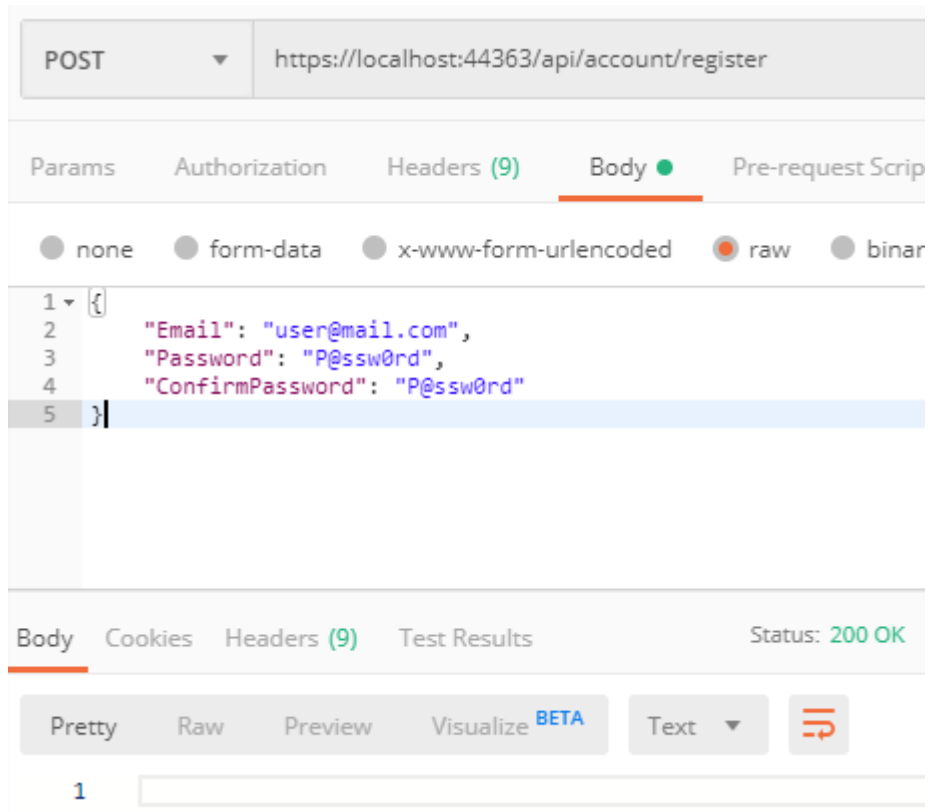 POST https://localhost:44363/api/account/register
Params Authorization Headers (9) Body Pre-request Scrip
none form-data x-www-form-urlencoded raw binar
1 {
2 "Email": "user@mail.com",
3 "Password": "P@ssw0rd",
4 "ConfirmPassword": "P@ssw0rd"
5 }
Body Cookies Headers (9) Test Results Status: 200 OK
Pretty Raw Preview Visualize BETA Text
1